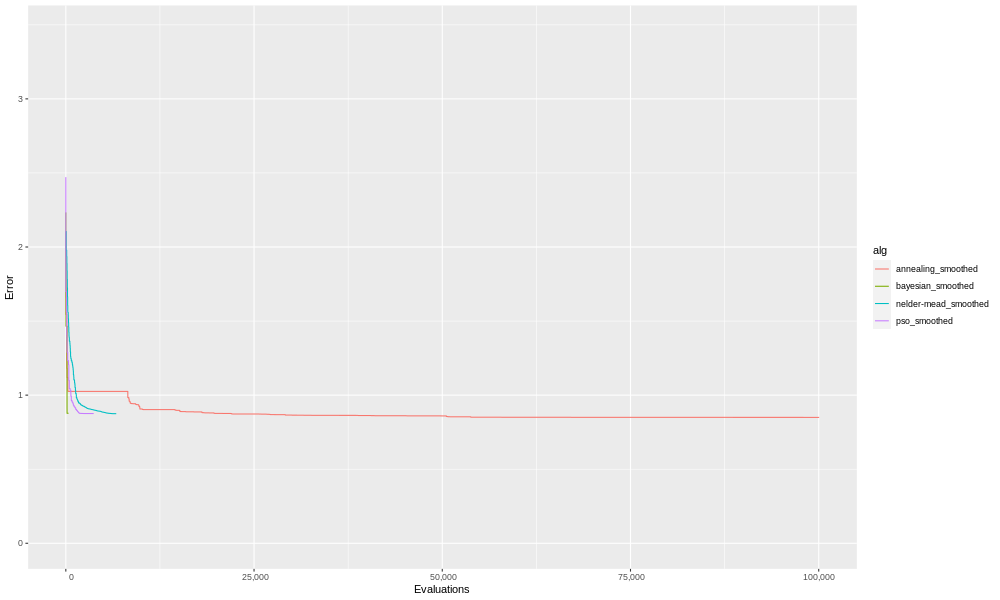 Error
3
2
1
0
0
25,000
50,000
75,000
100,000
Evaluations
alg
annealing_smoothed
bayesian_smoothed
nelder-mead_smoothed
pso_smoothed